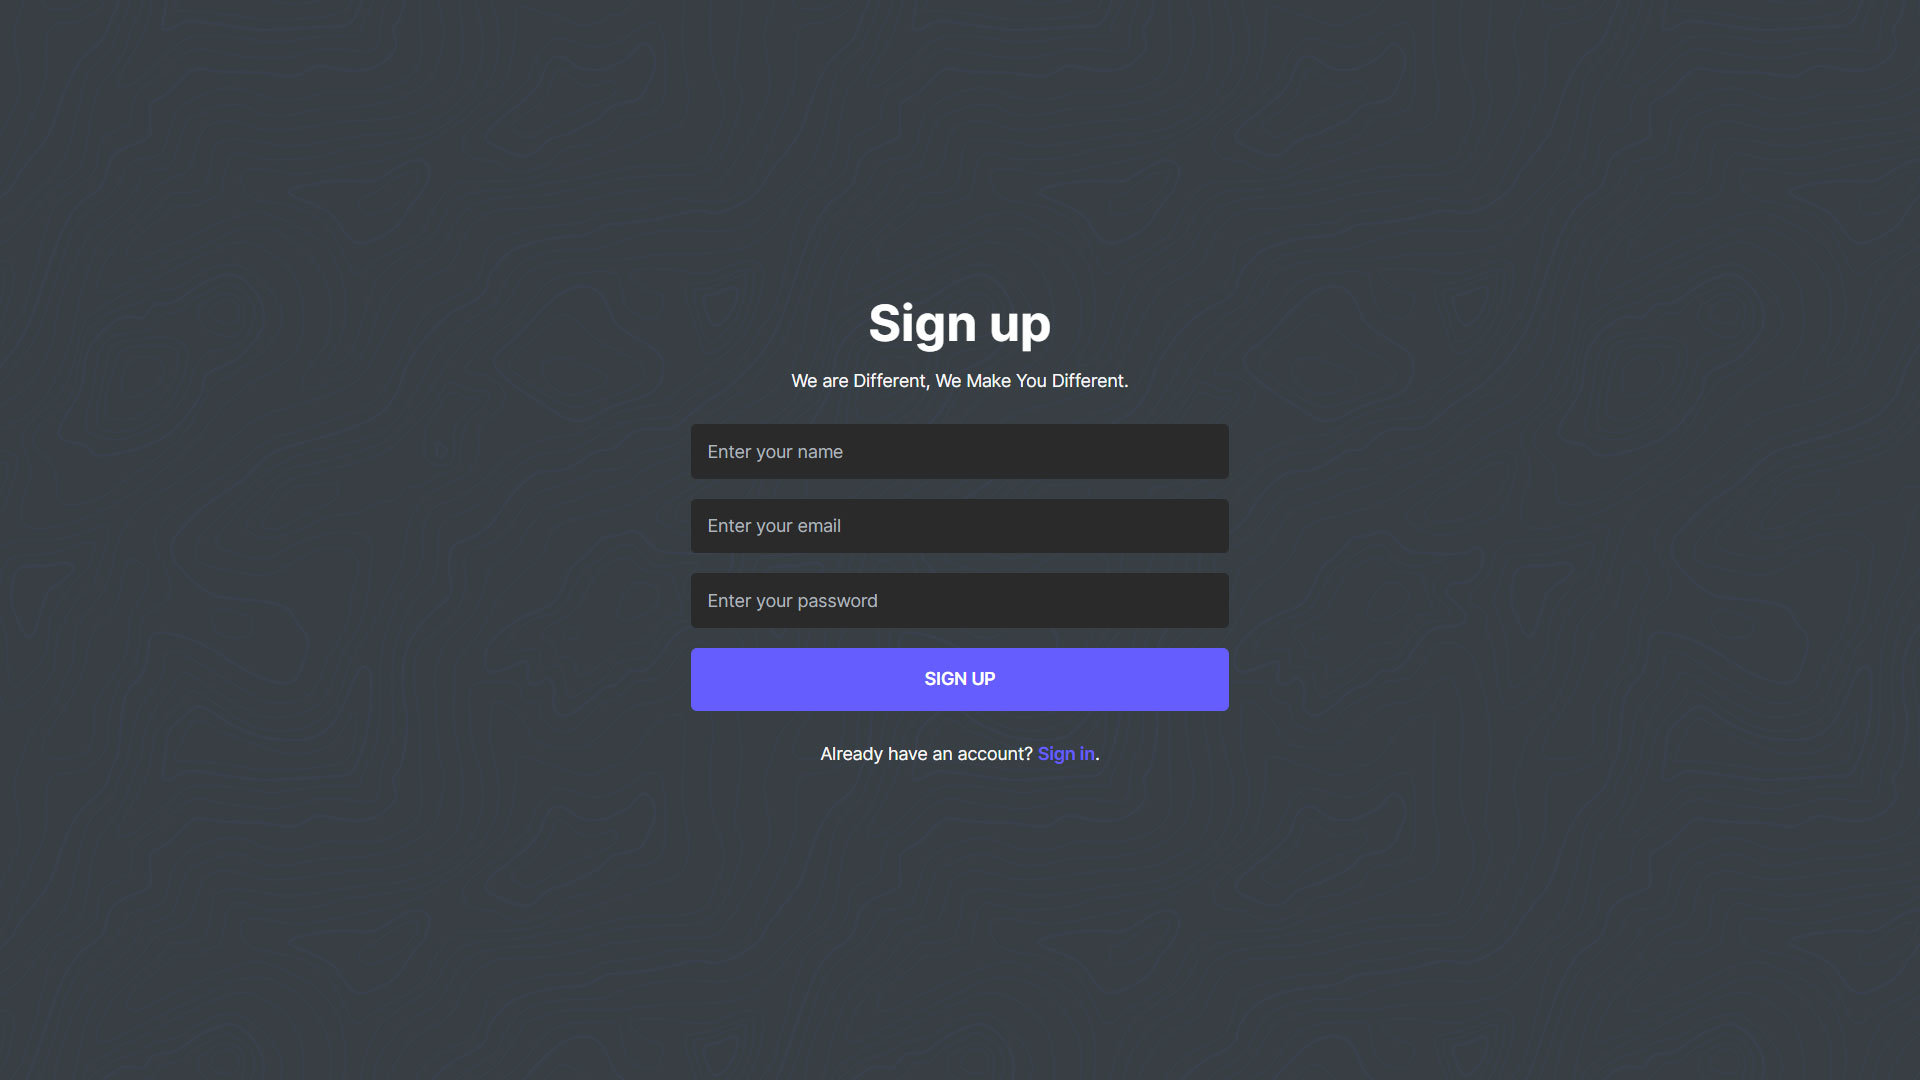 Sign up
We are Different, We Make You Different.
Enter your name
Enter your email
Enter your password
SIGN UP
Already have an account? Sign in.